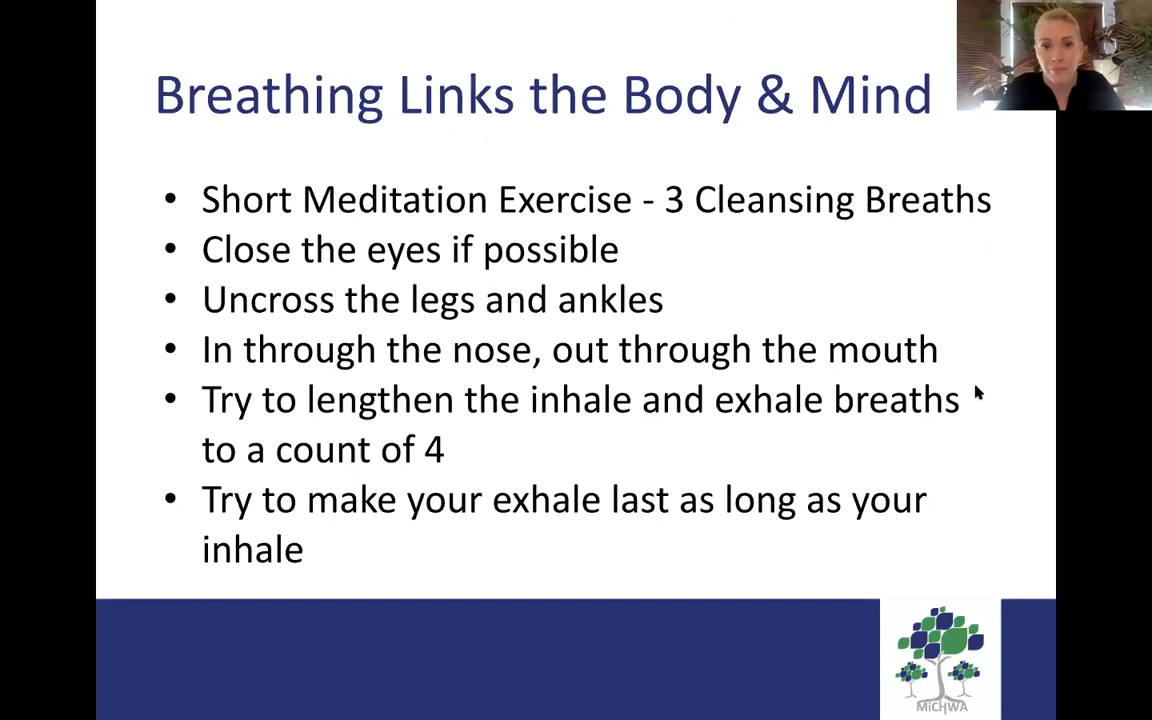 Breathing Links the Body & Mind
• Short Meditation Exercise - 3 Cleansing Breaths
• Close the eyes if possible
• Uncross the legs and ankles
• In through the nose, out through the mouth
• Try to lengthen the inhale and exhale breaths
to a count of 4
• Try to make your exhale last as long as your
inhale
MiCHWA